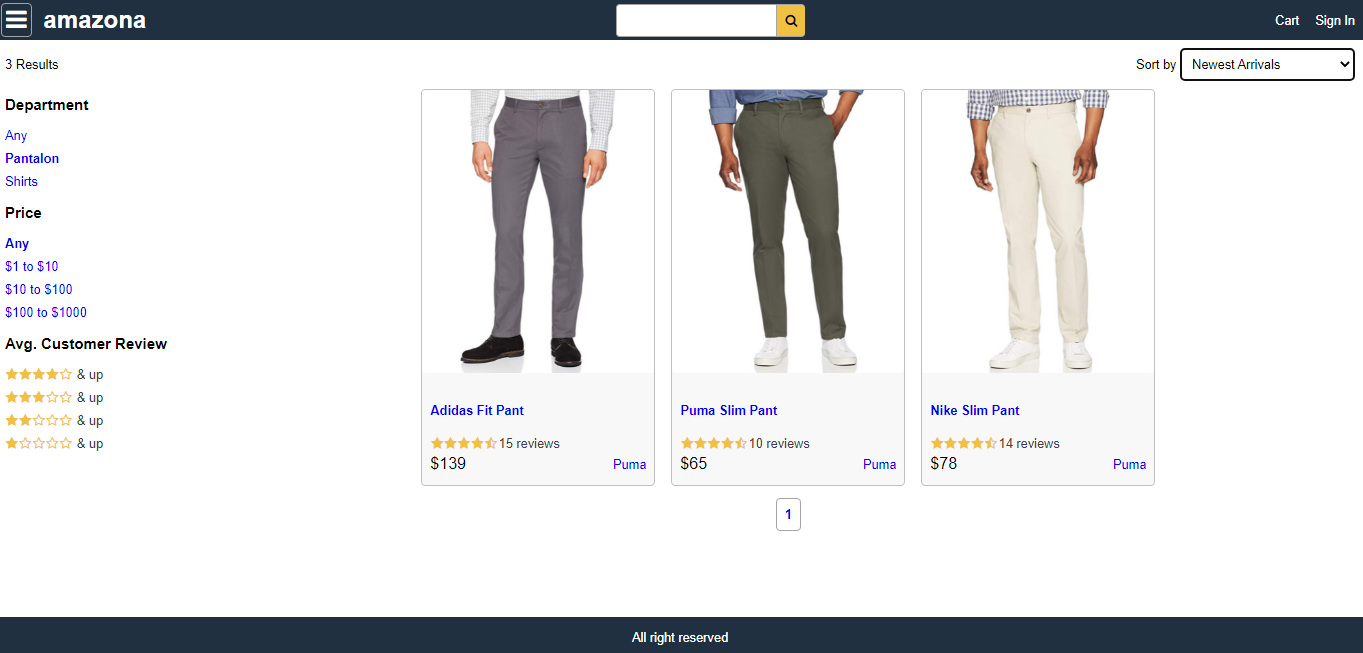 amazona
Cart Sign In
3 Results
Sort by Newest Arrivals
Department
Any
Pantalon
Shirts
Price
Any
$1 to $10
$10 to $100
$100 to $1000
Avg. Customer Review
& up
& up
& up
& up
Adidas Fit Pant
15 reviews
$139 Puma
Puma Slim Pant
10 reviews
$65 Puma
Nike Slim Pant
14 reviews
$78 Puma
1
All right reserved